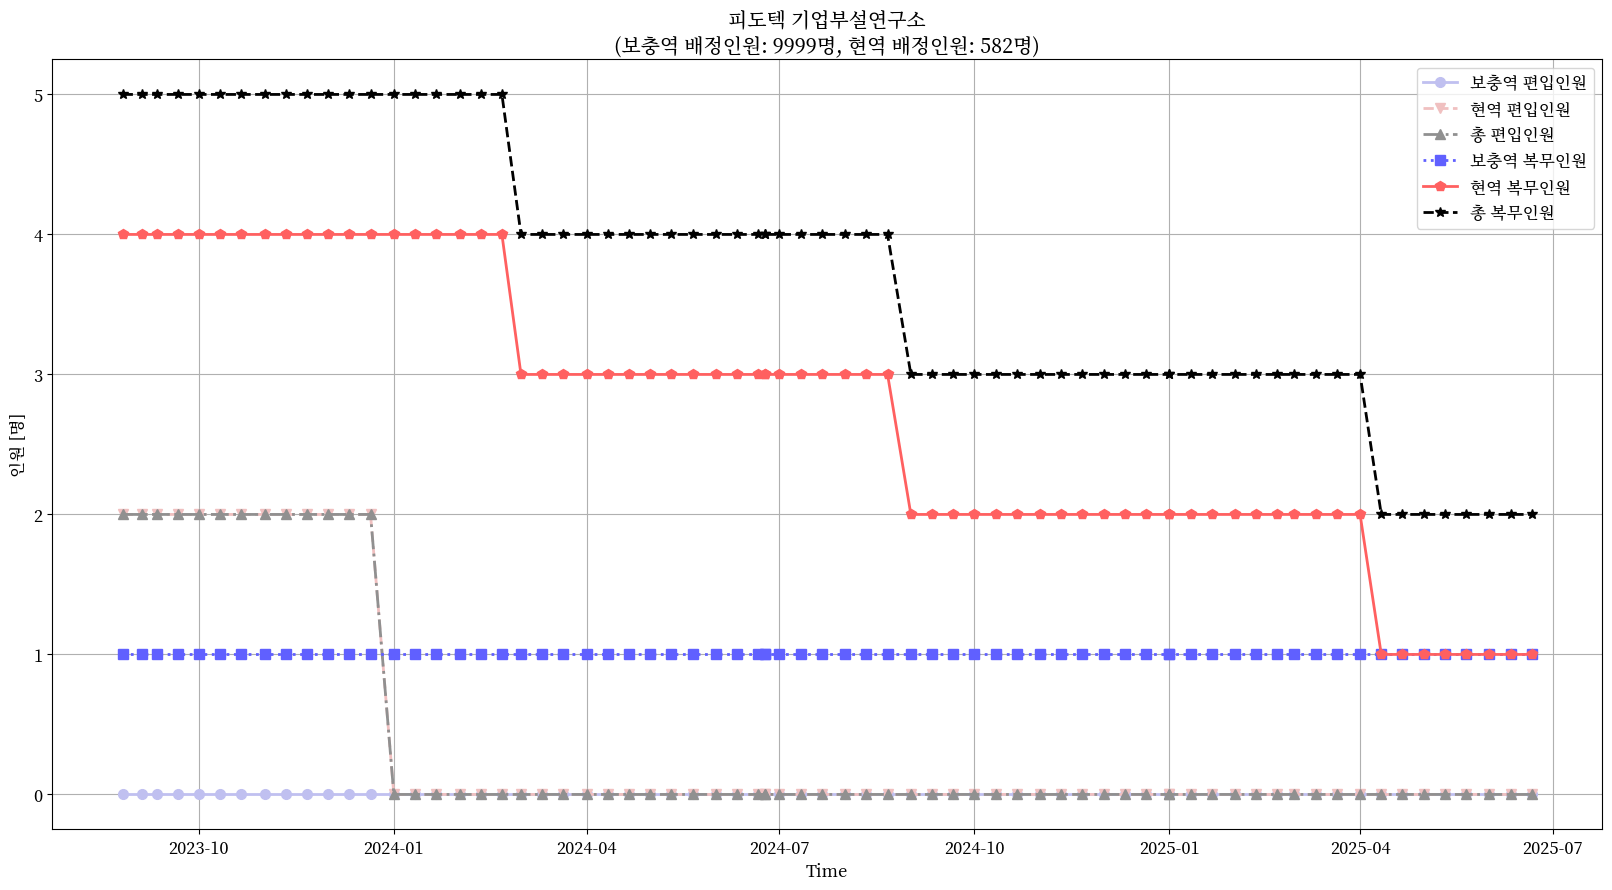 피도텍 기업부설연구소
(보충역 배정인원: 9999명, 현역 배정인원: 582명)
보충역 편입인원
현역 편입인원
총 편입인원
보충역 복무인원
현역 복무인원
총 복무인원
인원 [명]
5
4
3
2
1
0
2023-10
2024-01
2024-04
2024-07
2024-10
2025-01
2025-04
2025-07
Time